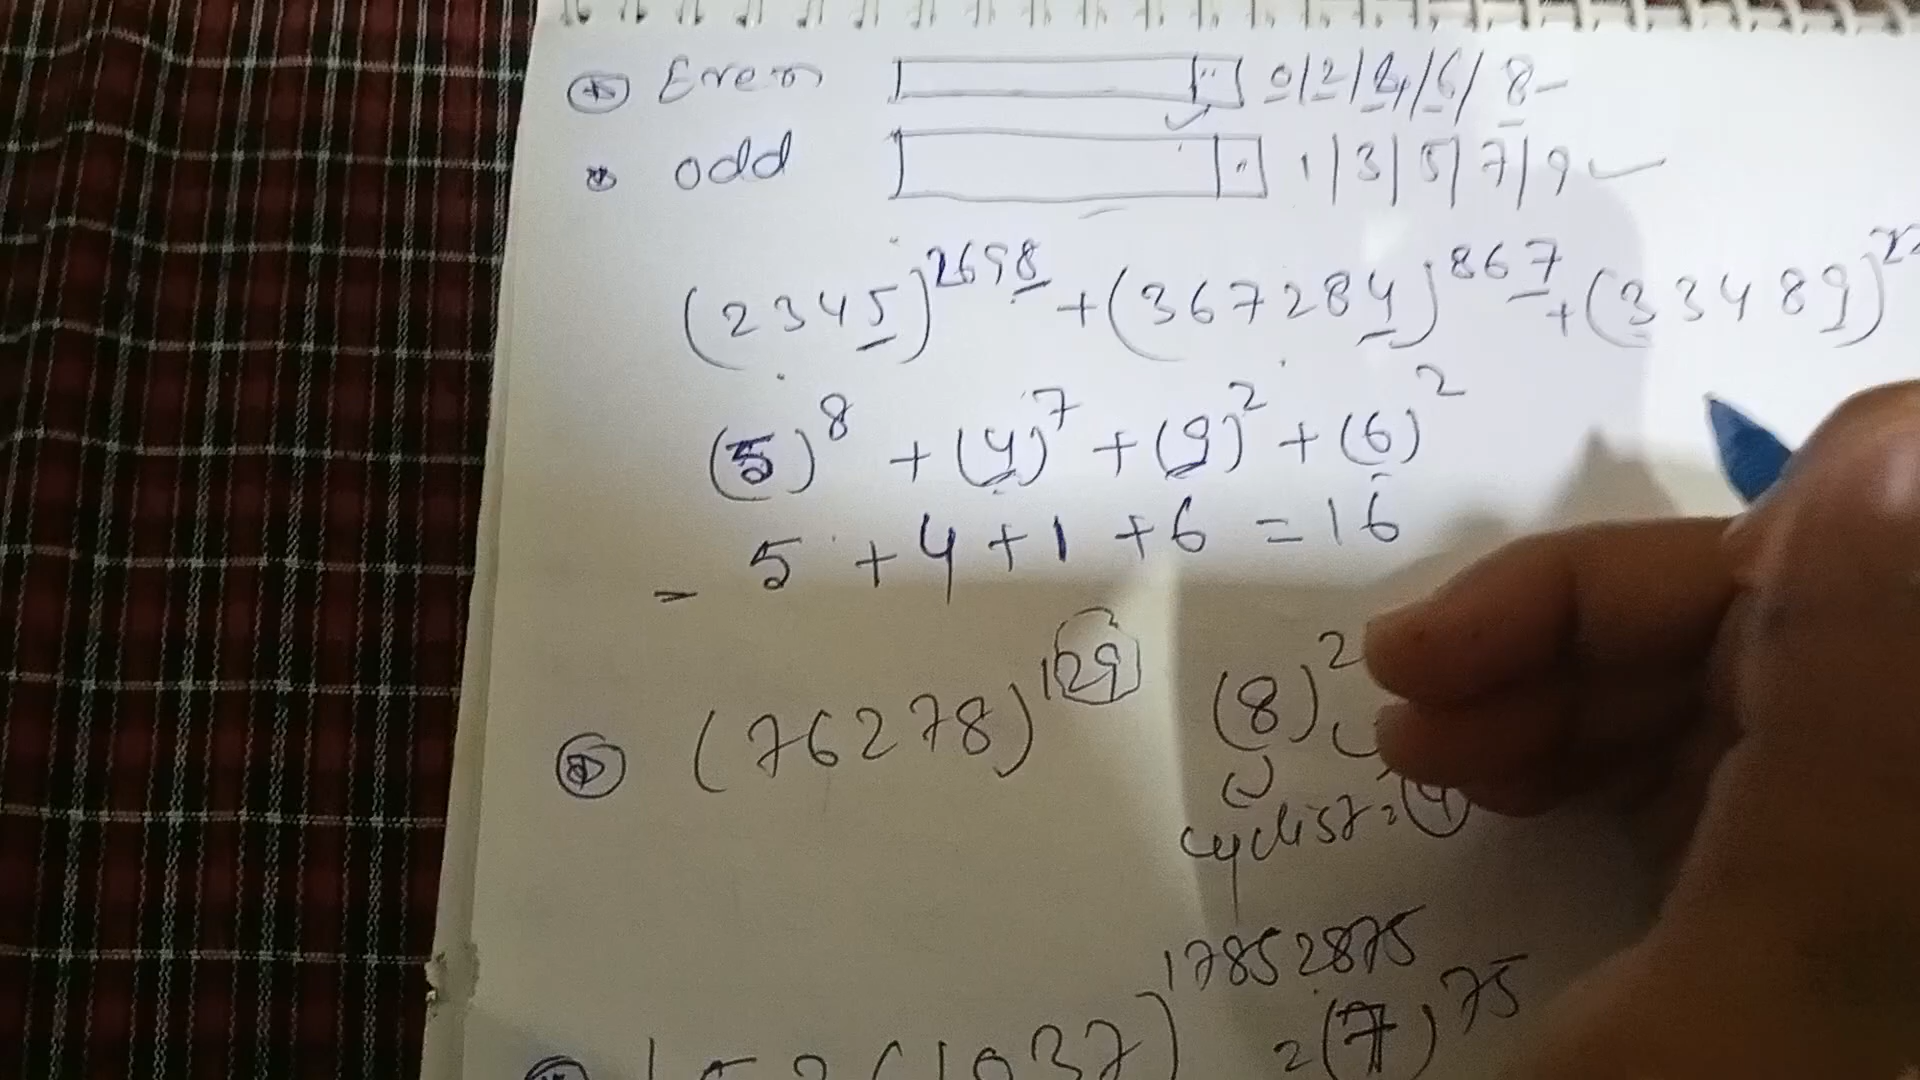 Even 0/2/4/6/8
odd 1/3/5/7/9
(2345)^2698 + (367284)^867 + (33489)^22
(5)^8 + (4)^7 + (9)^2 + (6)^2
= 5 + 4 + 1 + 6 = 16
(76278)^129 (8)^2
cyclist = 4
17852875
(1937) = (7)^75